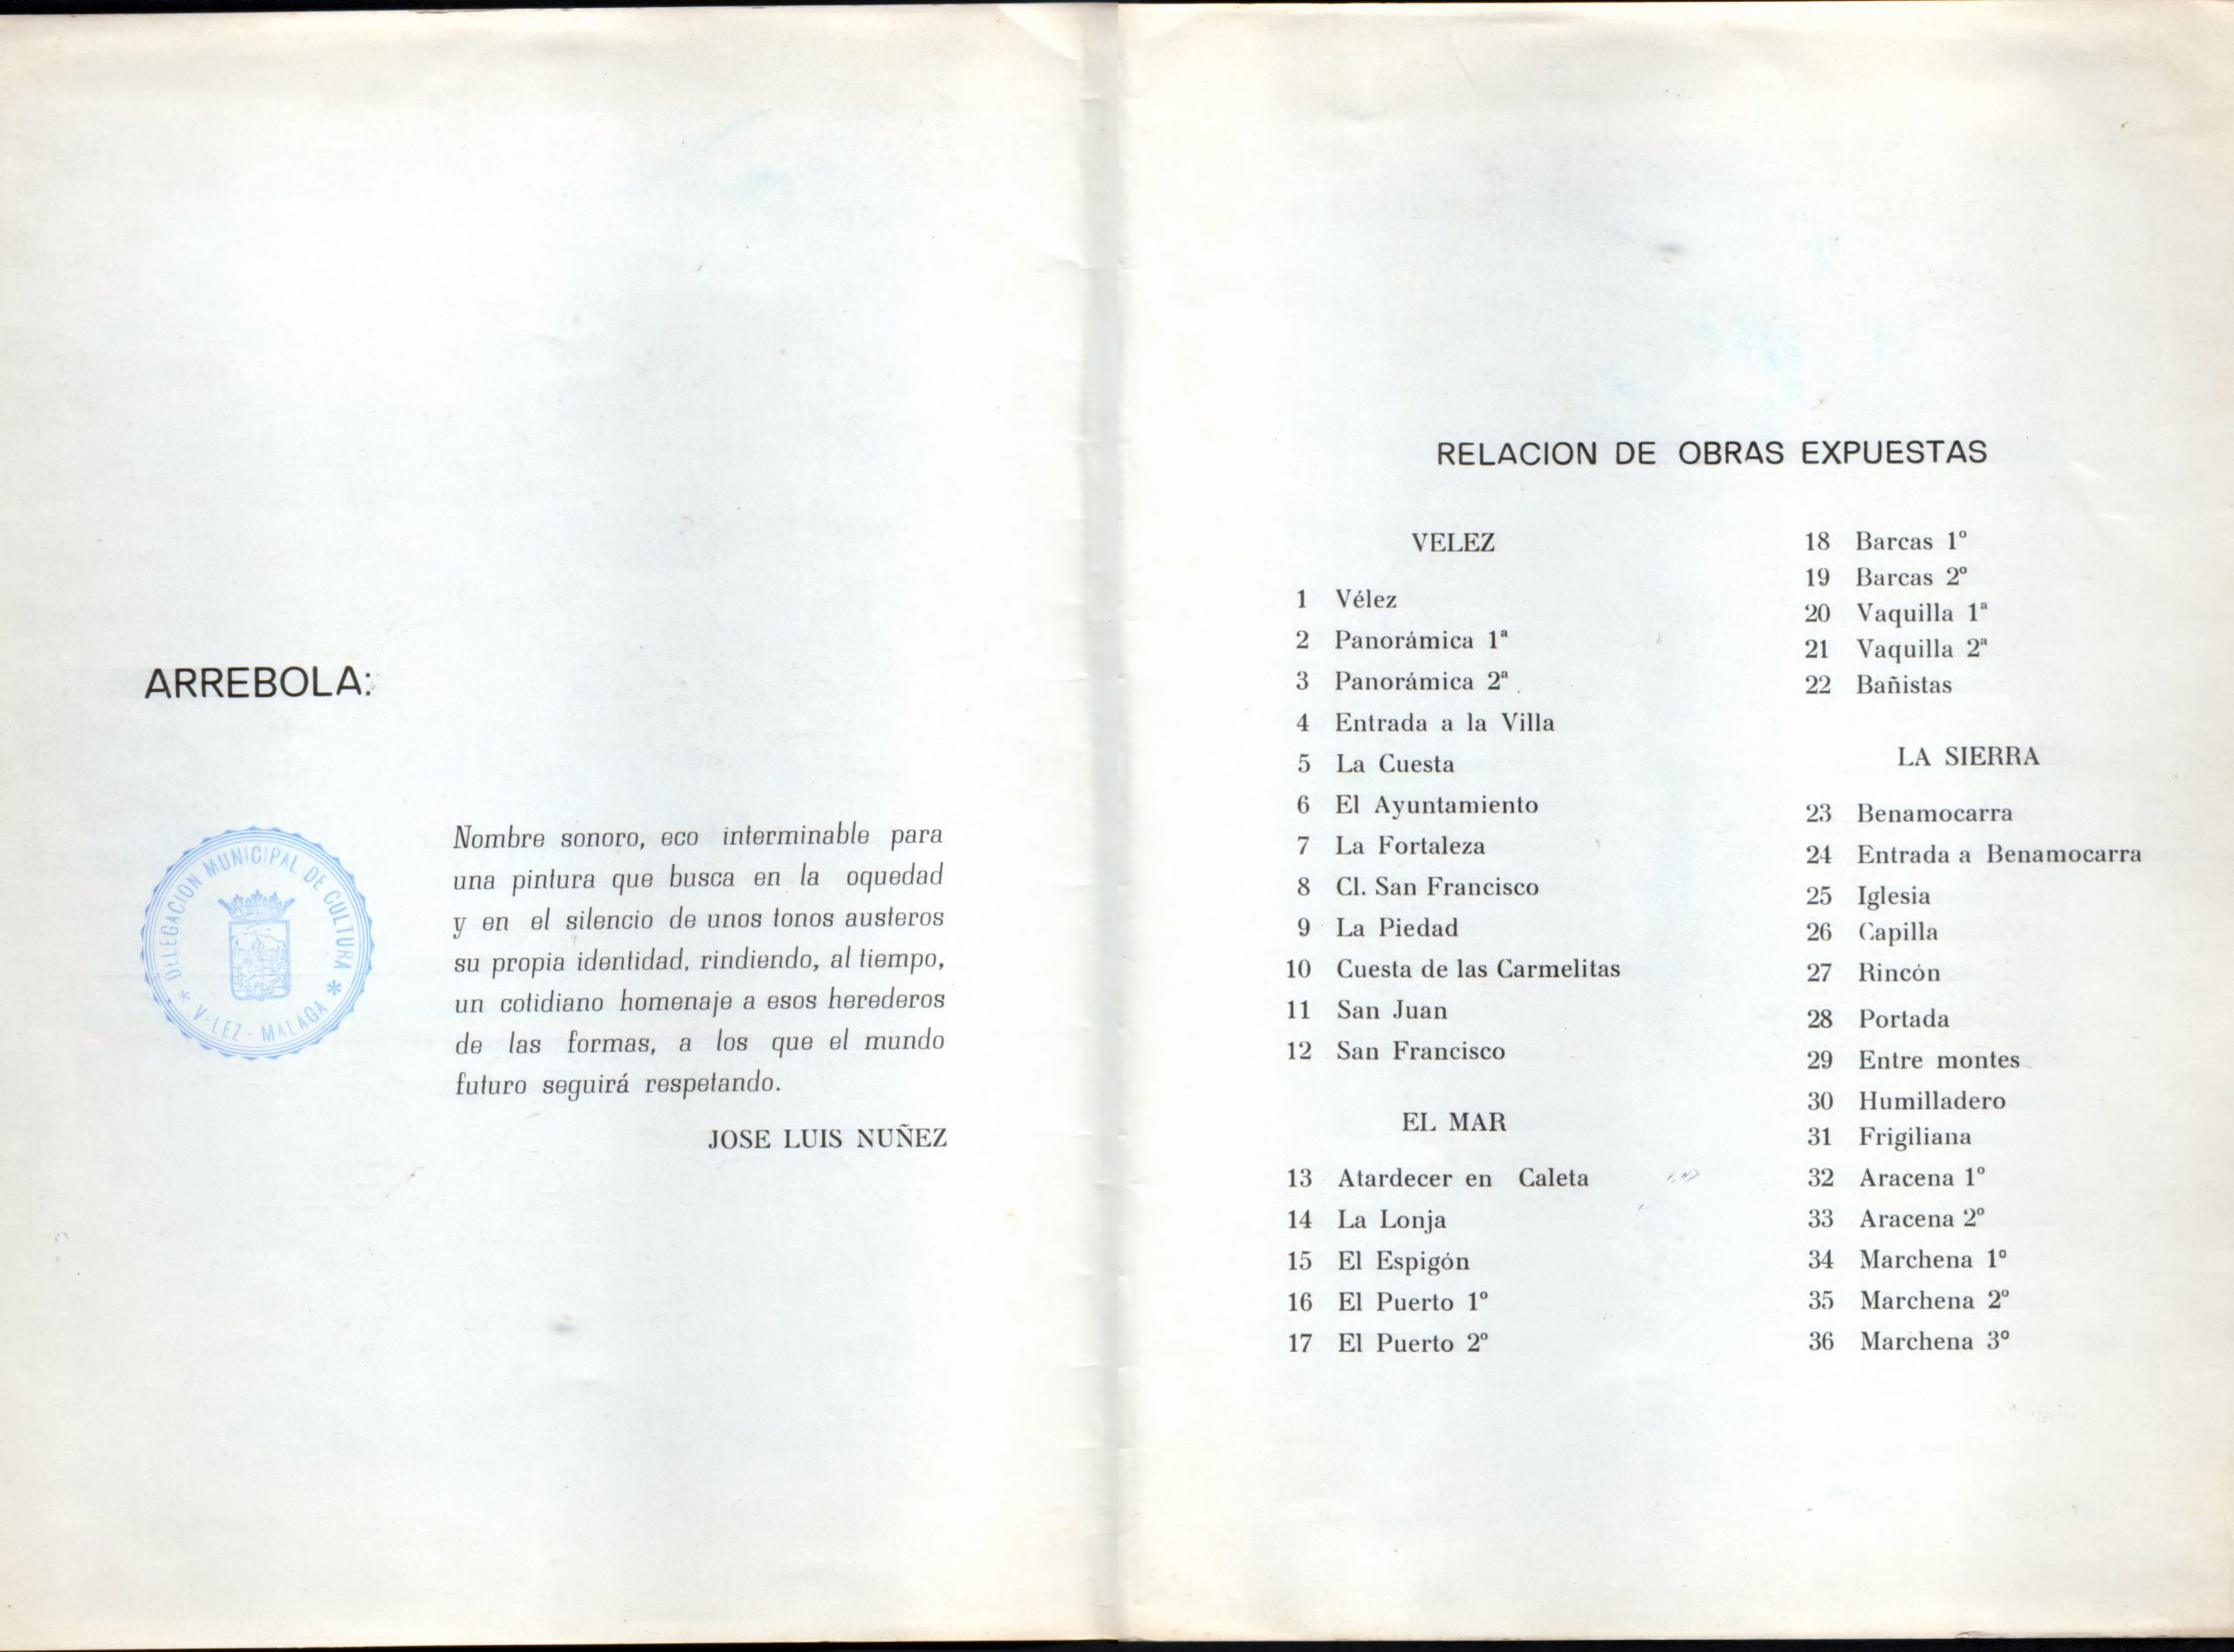 ARREBOLA:
DELEGACION MUNICIPAL DE CULTURA
VELEZ - MALAGA
Nombre sonoro, eco interminable para
una pintura que busca en la oquedad
y en el silencio de unos tonos austeros
su propia identidad, rindiendo, al tiempo,
un cotidiano homenaje a esos herederos
de las formas, a los que el mundo
futuro seguirá respetando.
JOSE LUIS NUÑEZ
RELACION DE OBRAS EXPUESTAS
VELEZ
1 Vélez
2 Panorámica 1ª
3 Panorámica 2ª
4 Entrada a la Villa
5 La Cuesta
6 El Ayuntamiento
7 La Fortaleza
8 Cl. San Francisco
9 La Piedad
10 Cuesta de las Carmelitas
11 San Juan
12 San Francisco
EL MAR
13 Atardecer en Caleta
14 La Lonja
15 El Espigón
16 El Puerto 1º
17 El Puerto 2º
18 Barcas 1º
19 Barcas 2º
20 Vaquilla 1ª
21 Vaquilla 2ª
22 Bañistas
LA SIERRA
23 Benamocarra
24 Entrada a Benamocarra
25 Iglesia
26 Capilla
27 Rincón
28 Portada
29 Entre montes
30 Humilladero
31 Frigiliana
32 Aracena 1º
33 Aracena 2º
34 Marchena 1º
35 Marchena 2º
36 Marchena 3º